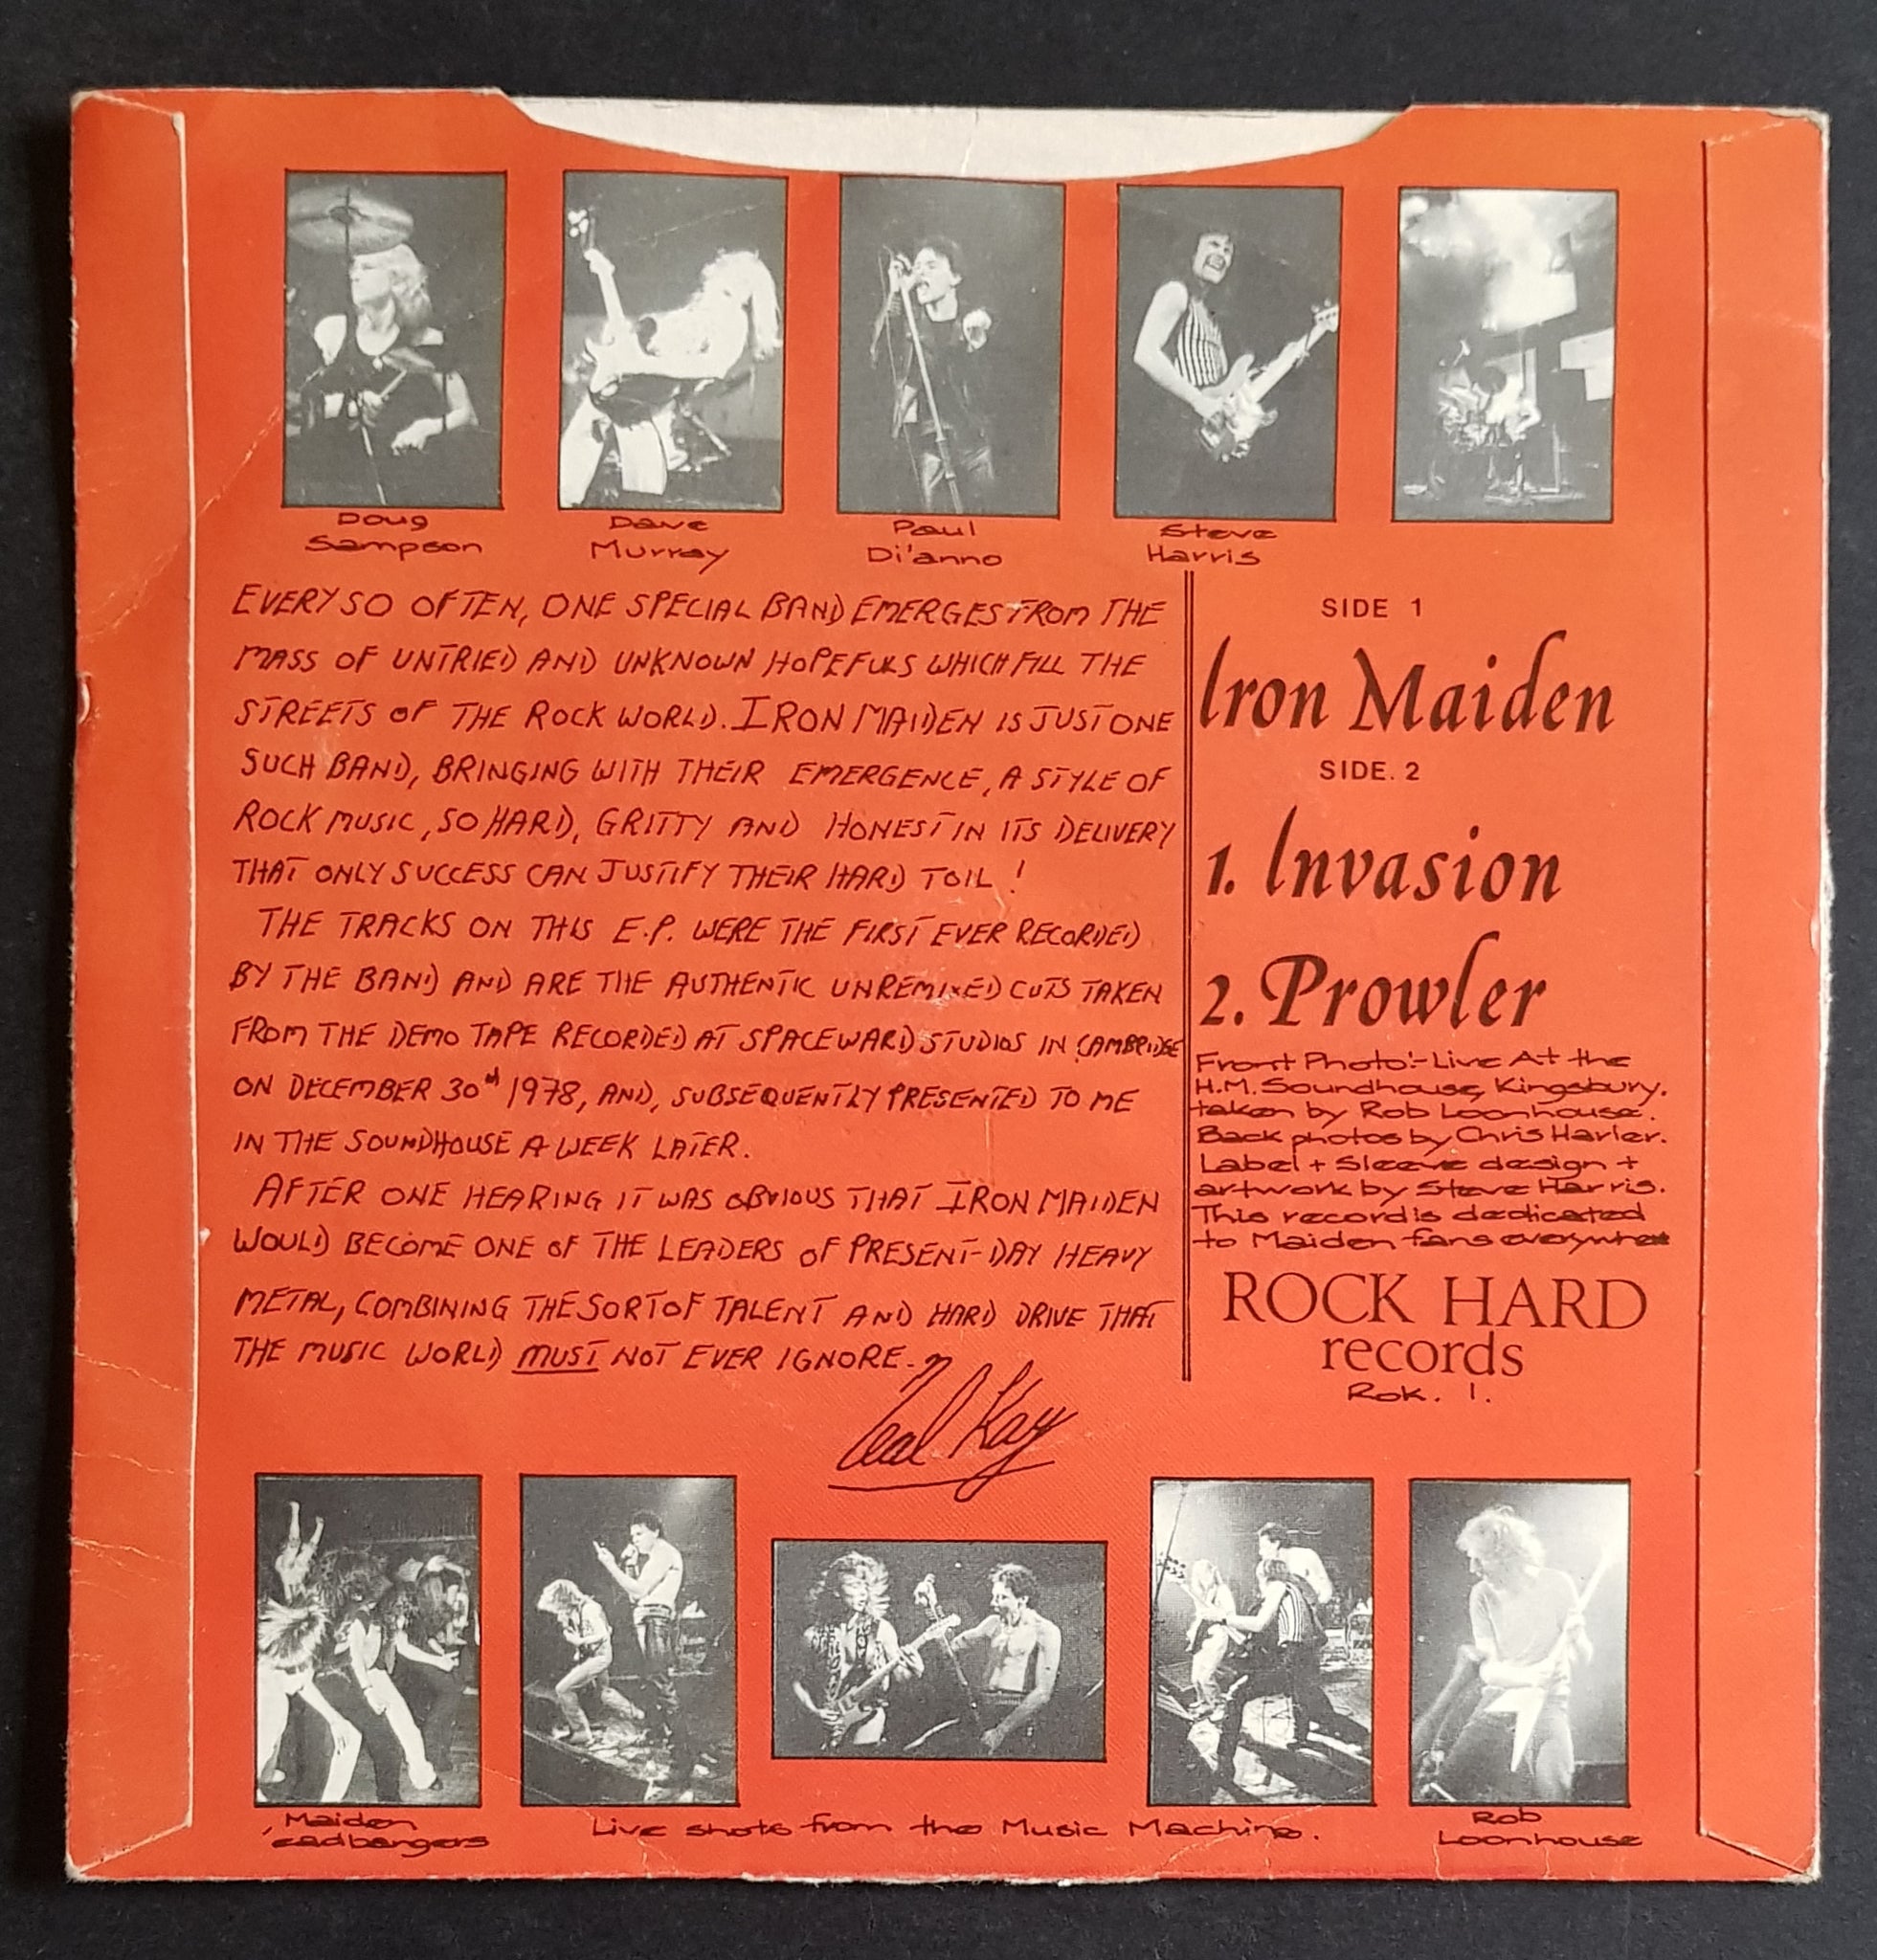 Doug
Sampson
Dave
Murray
Paul
Di'anno
Steve
Harris
EVERY SO OFTEN, ONE SPECIAL BAND EMERGES FROM THE
MASS OF UNTRIED AND UNKNOWN HOPEFULS WHICH FILL THE
STREETS OF THE ROCK WORLD. IRON MAIDEN IS JUST ONE
SUCH BAND, BRINGING WITH THEIR EMERGENCE, A STYLE OF
ROCK MUSIC, SO HARD, GRITTY AND HONEST IN ITS DELIVERY
THAT ONLY SUCCESS CAN JUSTIFY THEIR HARD TOIL!
THE TRACKS ON THIS E.P. WERE THE FIRST EVER RECORDED
BY THE BAND AND ARE THE AUTHENTIC UNREMIXED CUTS TAKEN
FROM THE DEMO TAPE RECORDED AT SPACEWARD STUDIOS IN CAMBRIDGE
ON DECEMBER 30th 1978, AND, SUBSEQUENTLY PRESENTED TO ME
IN THE SOUNDHOUSE A WEEK LATER.
AFTER ONE HEARING IT WAS OBVIOUS THAT IRON MAIDEN
WOULD BECOME ONE OF THE LEADERS OF PRESENT-DAY HEAVY
METAL, COMBINING THE SORT OF TALENT AND HARD DRIVE THAT
THE MUSIC WORLD MUST NOT EVER IGNORE.
Neal Kay
SIDE 1
Iron Maiden
SIDE. 2
1. Invasion
2. Prowler
Front Photo:- Live At the
H.M. Soundhouse, Kingsbury.
taken by Rob Loonhouse.
Back photos by Chris Harler.
Label + Sleeve design +
artwork by Steve Harris.
This record is dedicated
to Maiden fans everywhere
ROCK HARD
records
Rok. 1.
Maiden
'eadbangers
Live shots from the Music Machine.
Rob
Loonhouse